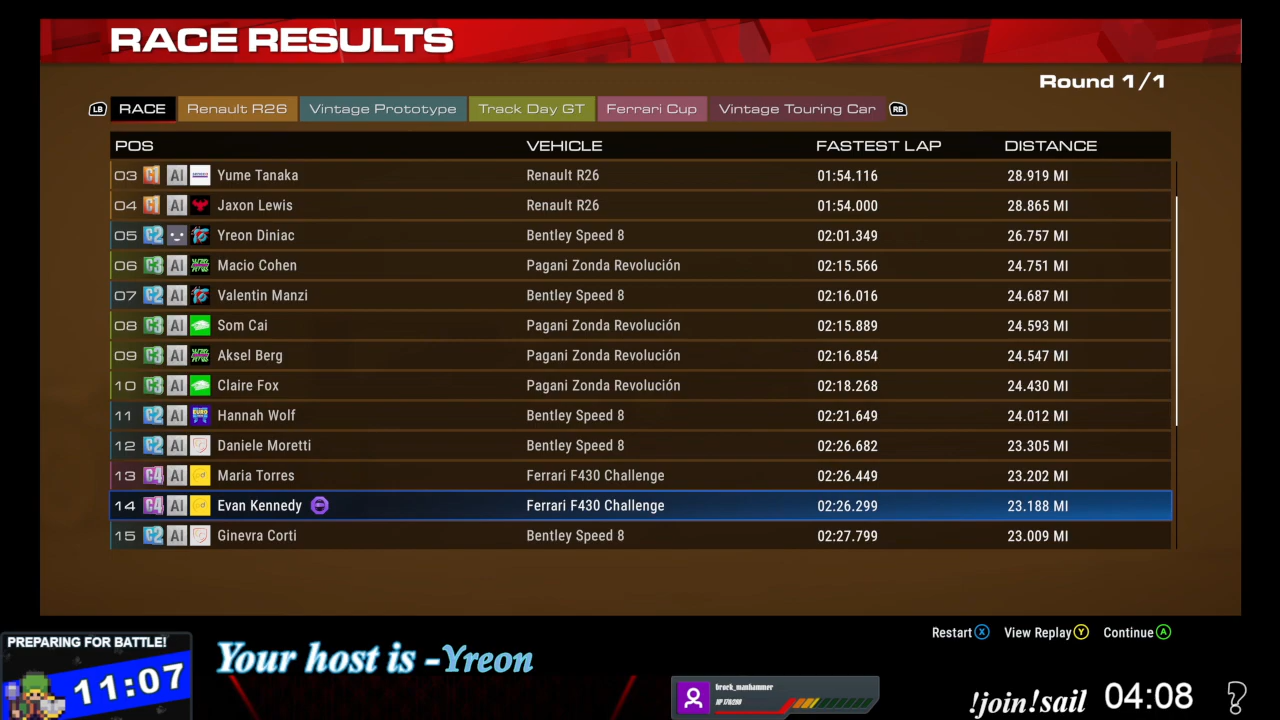 RACE RESULTS
Round 1/1
LB RACE Renault R26 Vintage Prototype Track Day GT Ferrari Cup Vintage Touring Car RB
POS VEHICLE FASTEST LAP DISTANCE
03 C1 AI Yume Tanaka Renault R26 01:54.116 28.919 MI
04 C1 AI Jaxon Lewis Renault R26 01:54.000 28.865 MI
05 C2 Yreon Diniac Bentley Speed 8 02:01.349 26.757 MI
06 C3 AI Macio Cohen Pagani Zonda Revolución 02:15.566 24.751 MI
07 C2 AI Valentin Manzi Bentley Speed 8 02:16.016 24.687 MI
08 C3 AI Som Cai Pagani Zonda Revolución 02:15.889 24.593 MI
09 C3 AI Aksel Berg Pagani Zonda Revolución 02:16.854 24.547 MI
10 C3 AI Claire Fox Pagani Zonda Revolución 02:18.268 24.430 MI
11 C2 AI Hannah Wolf Bentley Speed 8 02:21.649 24.012 MI
12 C2 AI Daniele Moretti Bentley Speed 8 02:26.682 23.305 MI
13 C4 AI Maria Torres Ferrari F430 Challenge 02:26.449 23.202 MI
14 C4 AI Evan Kennedy Ferrari F430 Challenge 02:26.299 23.188 MI
15 C2 AI Ginevra Corti Bentley Speed 8 02:27.799 23.009 MI
Restart X View Replay Y Continue A
PREPARING FOR BATTLE!
11:07
Your host is -Yreon
brock_manhammer
!join!sail 04:08 ?